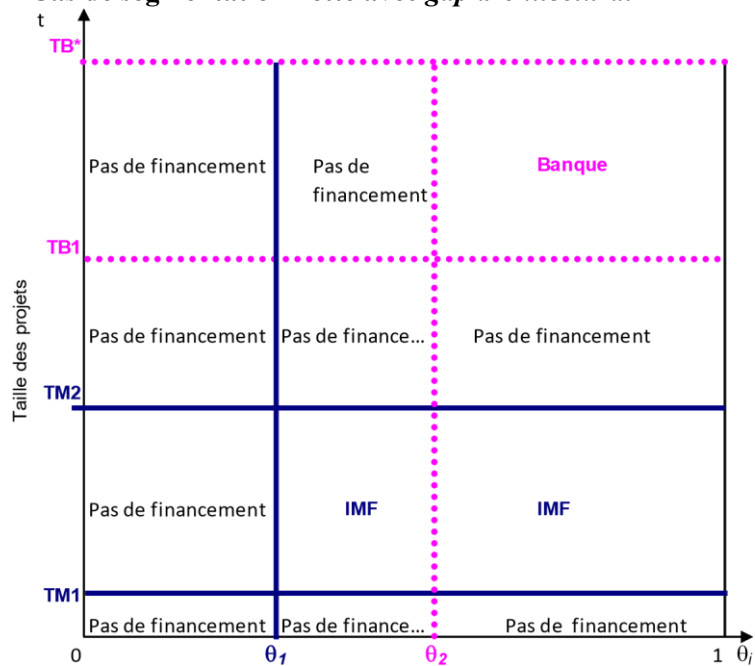 t
TB*
Pas de financement
Pas de
financement
Banque
TB1
Taille des projets
Pas de financement
Pas de finance...
Pas de financement
TM2
Pas de financement
IMF
IMF
TM1
Pas de financement
Pas de finance...
Pas de financement
0
θ1
θ2
1
θi